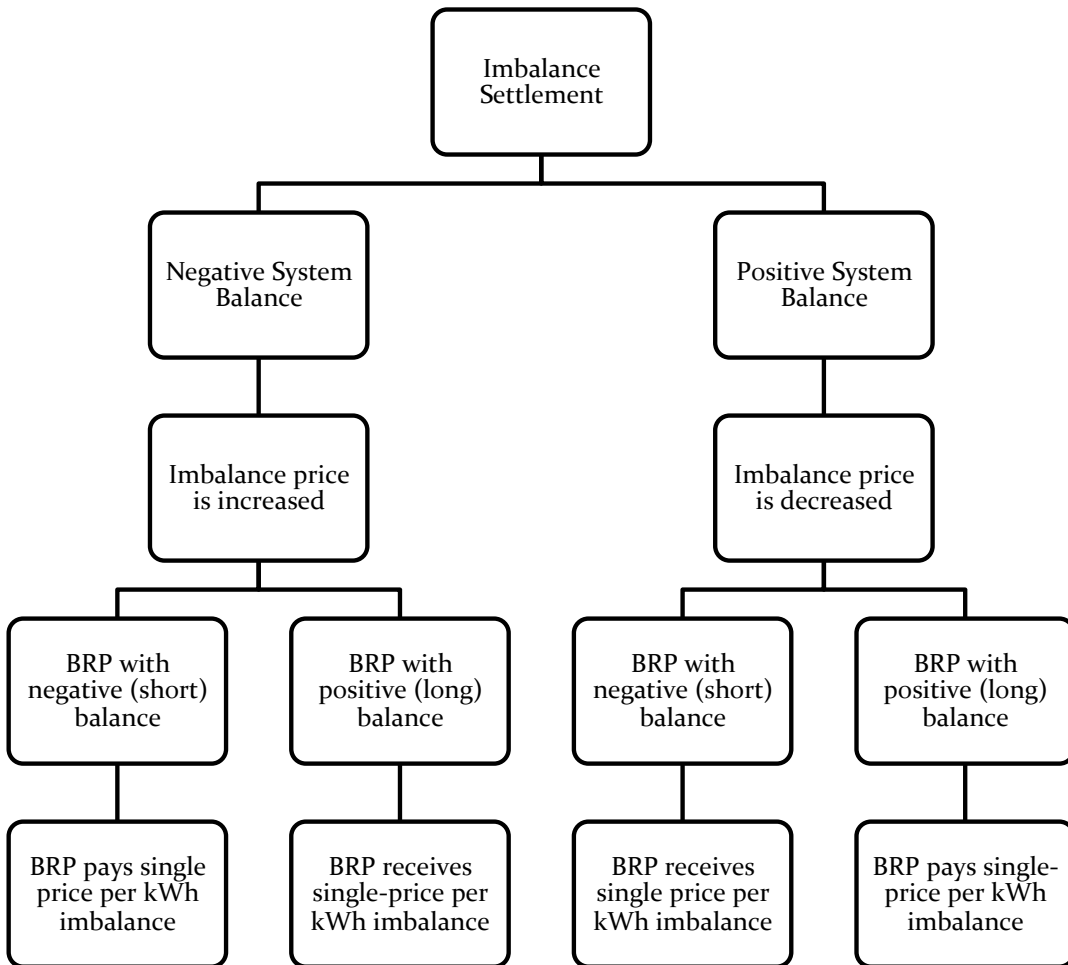 Imbalance
Settlement
Negative System
Balance
Positive System
Balance
Imbalance price
is increased
Imbalance price
is decreased
BRP with
negative (short)
balance
BRP with
positive (long)
balance
BRP with
negative (short)
balance
BRP with
positive (long)
balance
BRP pays single
price per kWh
imbalance
BRP receives
single-price per
kWh imbalance
BRP receives
single price per
kWh imbalance
BRP pays single-
price per kWh
imbalance